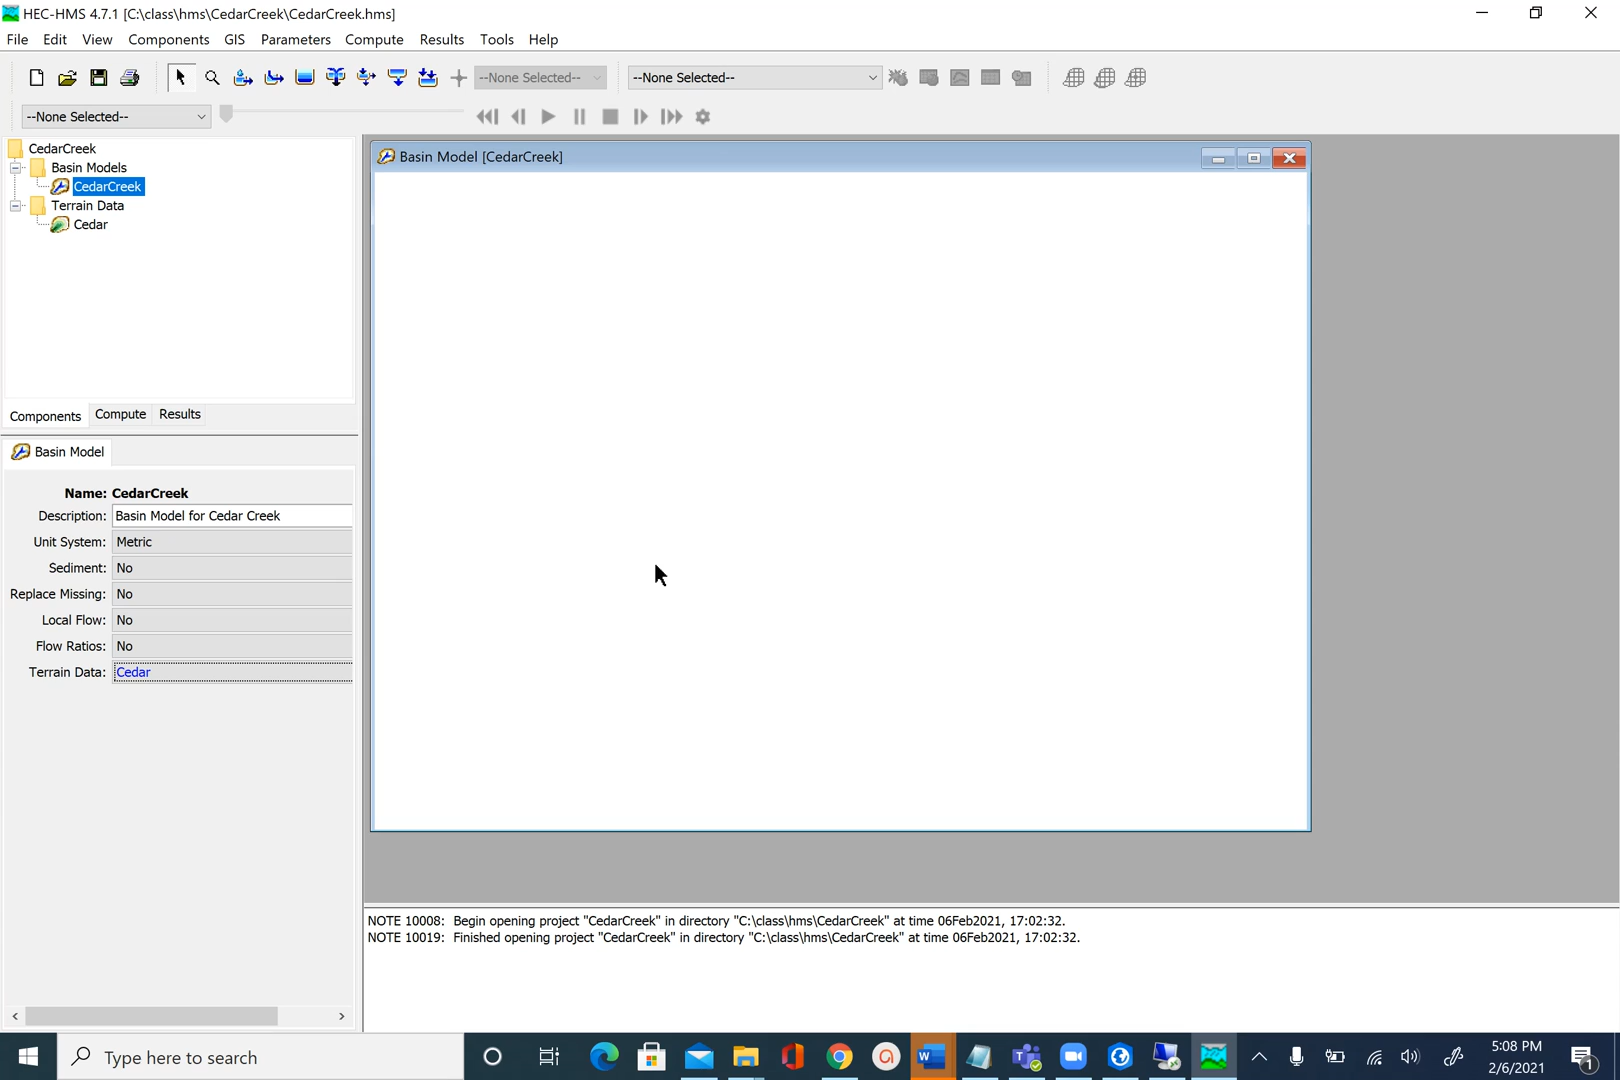 HEC-HMS 4.7.1 [C:\class\hms\CedarCreek\CedarCreek.hms]
File Edit View Components GIS Parameters Compute Results Tools Help
--None Selected-- --None Selected--
--None Selected--
CedarCreek
Basin Models
CedarCreek
Terrain Data
Cedar
Components Compute Results
Basin Model
Name: CedarCreek
Description: Basin Model for Cedar Creek
Unit System: Metric
Sediment: No
Replace Missing: No
Local Flow: No
Flow Ratios: No
Terrain Data: Cedar
Basin Model [CedarCreek]
NOTE 10008: Begin opening project "CedarCreek" in directory "C:\class\hms\CedarCreek" at time 06Feb2021, 17:02:32.
NOTE 10019: Finished opening project "CedarCreek" in directory "C:\class\hms\CedarCreek" at time 06Feb2021, 17:02:32.
Type here to search
5:08 PM
2/6/2021
1